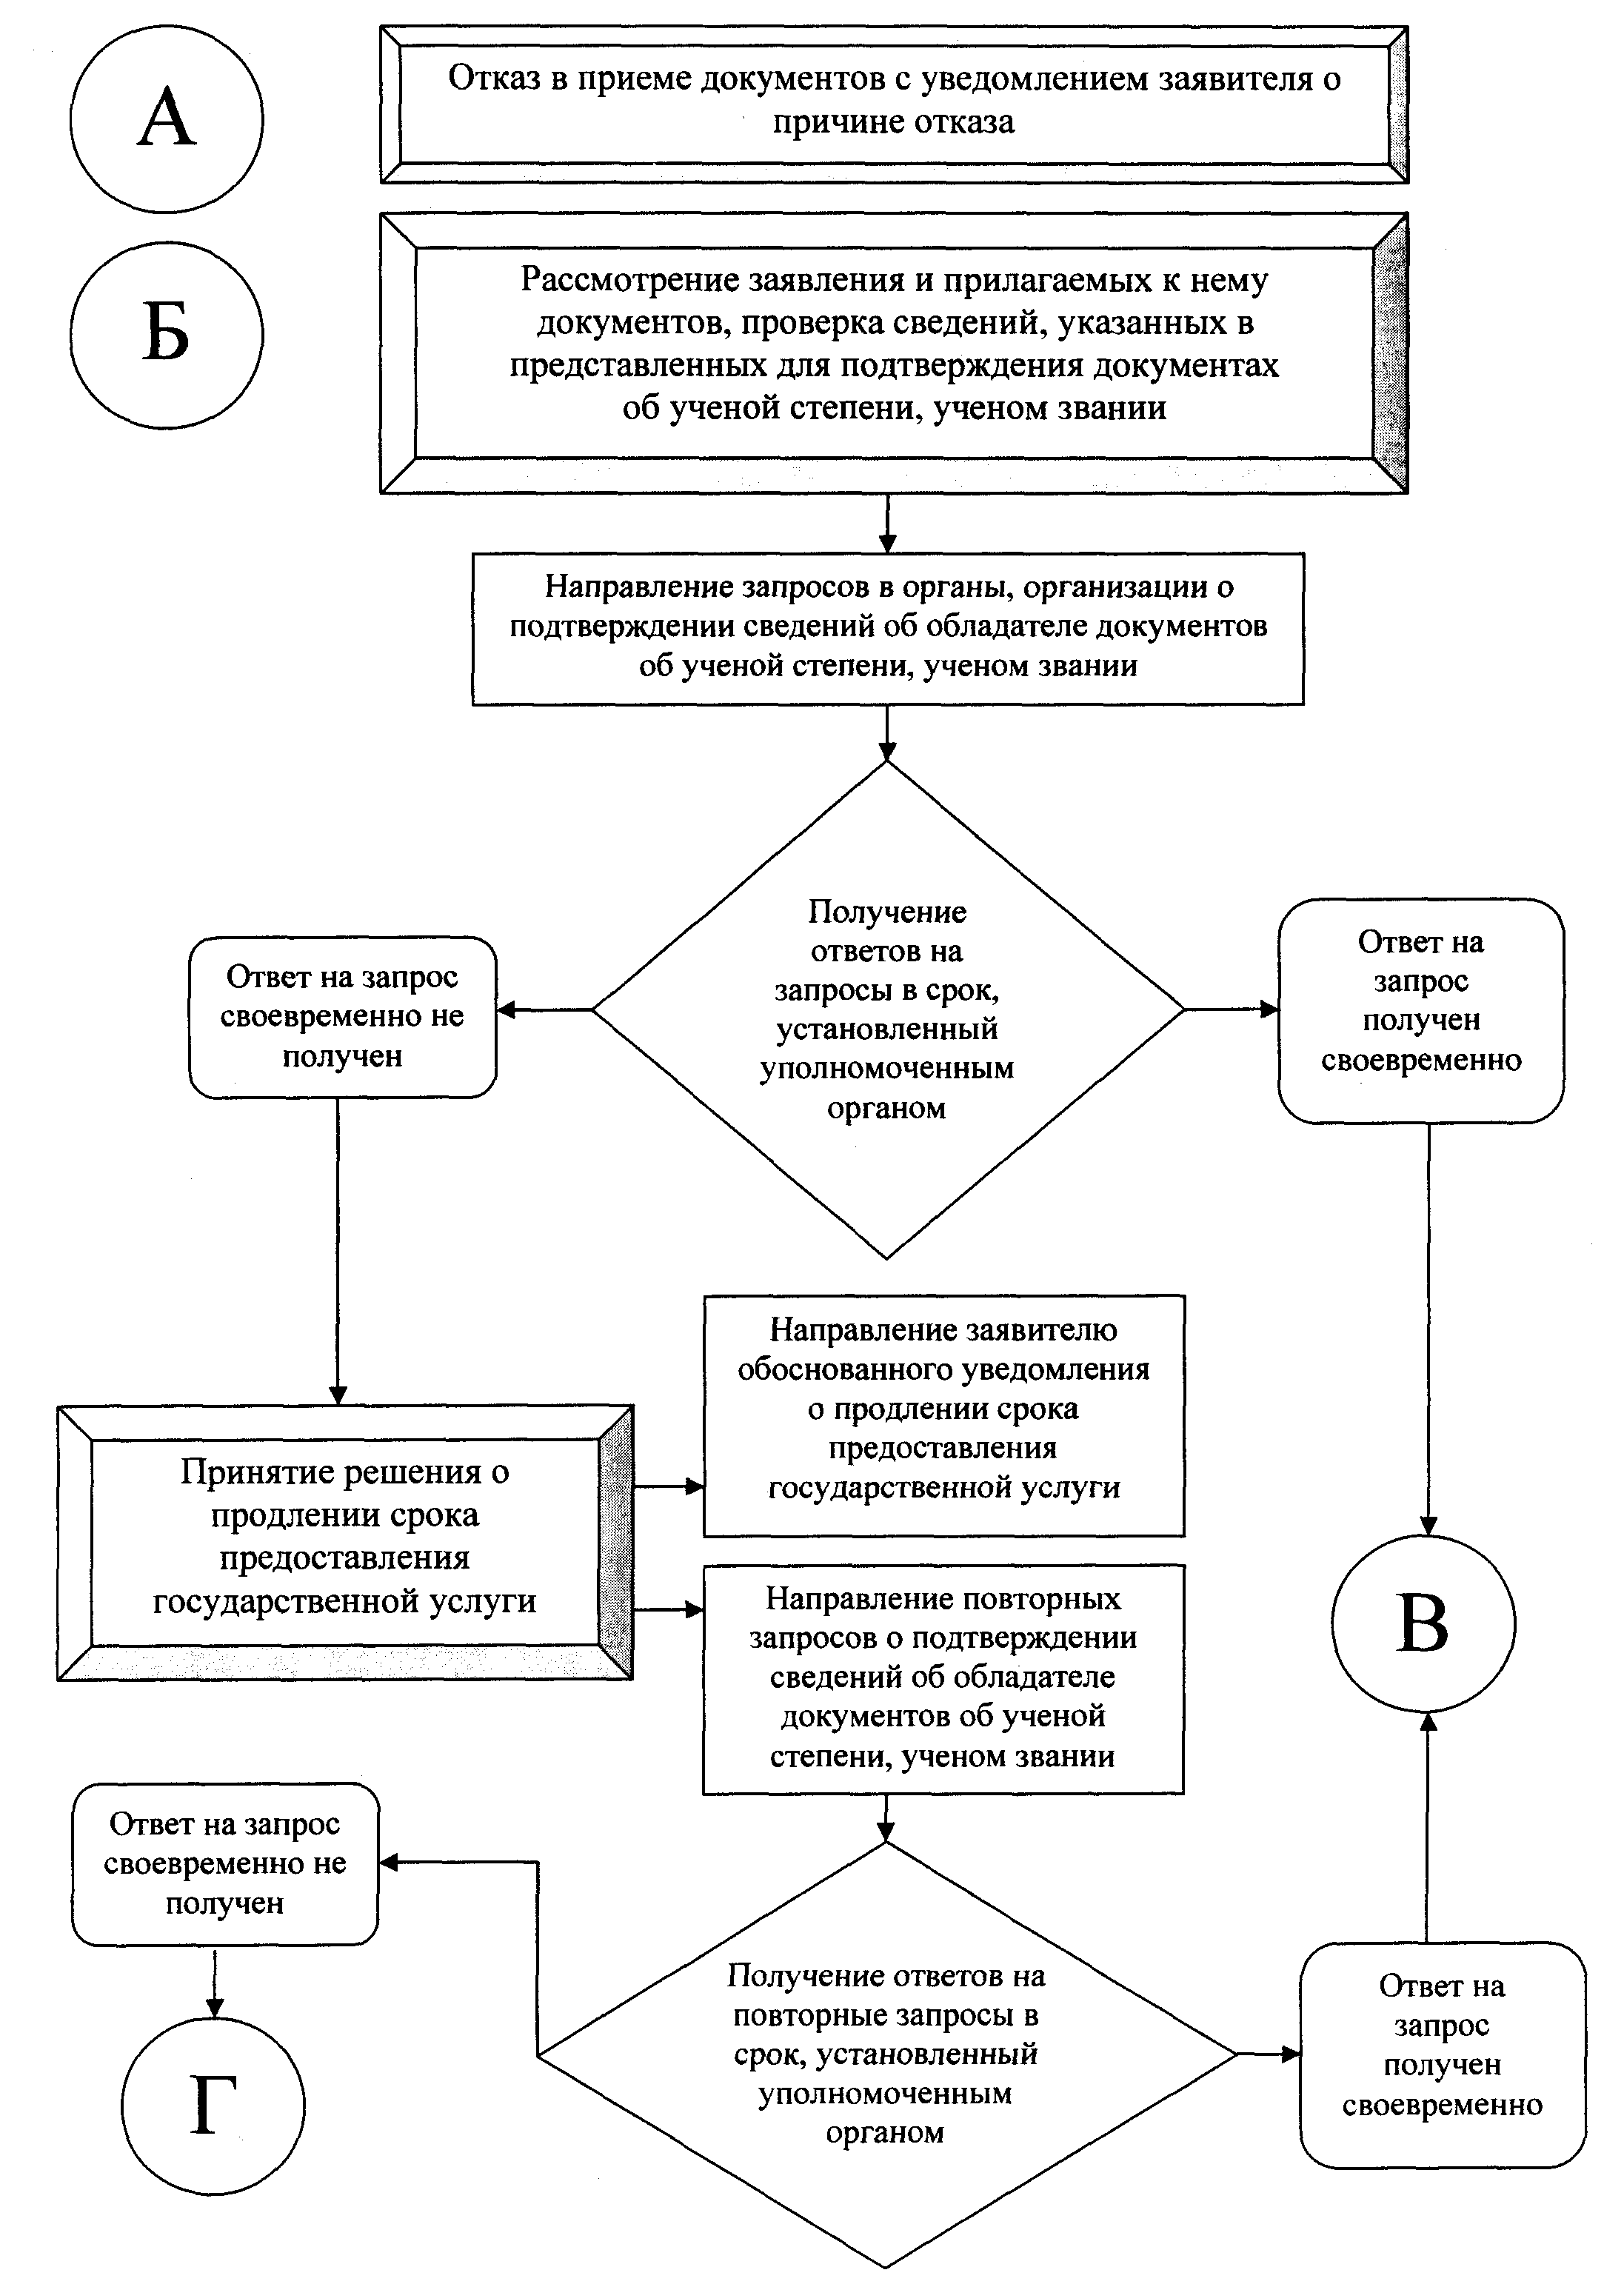 А
Отказ в приеме документов с уведомлением заявителя о
причине отказа
Б
Рассмотрение заявления и прилагаемых к нему
документов, проверка сведений, указанных в
представленных для подтверждения документах
об ученой степени, ученом звании
Направление запросов в органы, организации о
подтверждении сведений об обладателе документов
об ученой степени, ученом звании
Получение
ответов на
запросы в срок,
установленный
уполномоченным
органом
Ответ на запрос
своевременно не
получен
Ответ на
запрос
получен
своевременно
Принятие решения о
продлении срока
предоставления
государственной услуги
Направление заявителю
обоснованного уведомления
о продлении срока
предоставления
государственной услуги
Направление повторных
запросов о подтверждении
сведений об обладателе
документов об ученой
степени, ученом звании
В
Ответ на запрос
своевременно не
получен
Получение ответов на
повторные запросы в
срок, установленный
уполномоченным
органом
Ответ на
запрос
получен
своевременно
Г